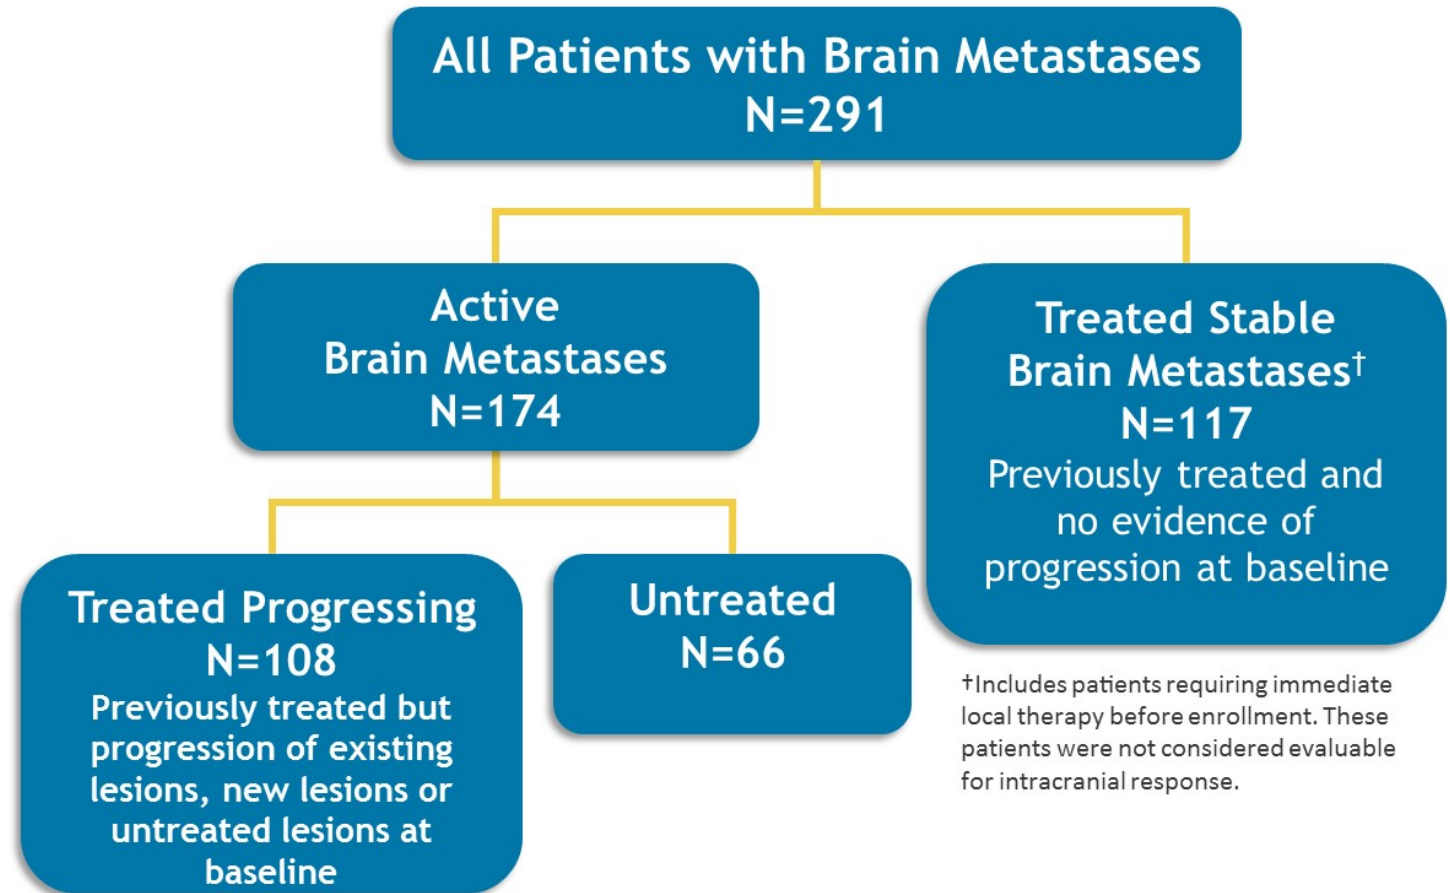 All Patients with Brain Metastases
N=291
Active
Brain Metastases
N=174
Treated Stable
Brain Metastases†
N=117
Previously treated and
no evidence of
progression at baseline
Treated Progressing
N=108
Previously treated but
progression of existing
lesions, new lesions or
untreated lesions at
baseline
Untreated
N=66
†Includes patients requiring immediate
local therapy before enrollment. These
patients were not considered evaluable
for intracranial response.